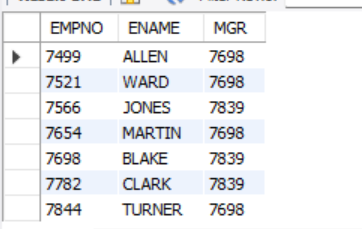 EMPNO ENAME MGR
7499 ALLEN 7698
7521 WARD 7698
7566 JONES 7839
7654 MARTIN 7698
7698 BLAKE 7839
7782 CLARK 7839
7844 TURNER 7698